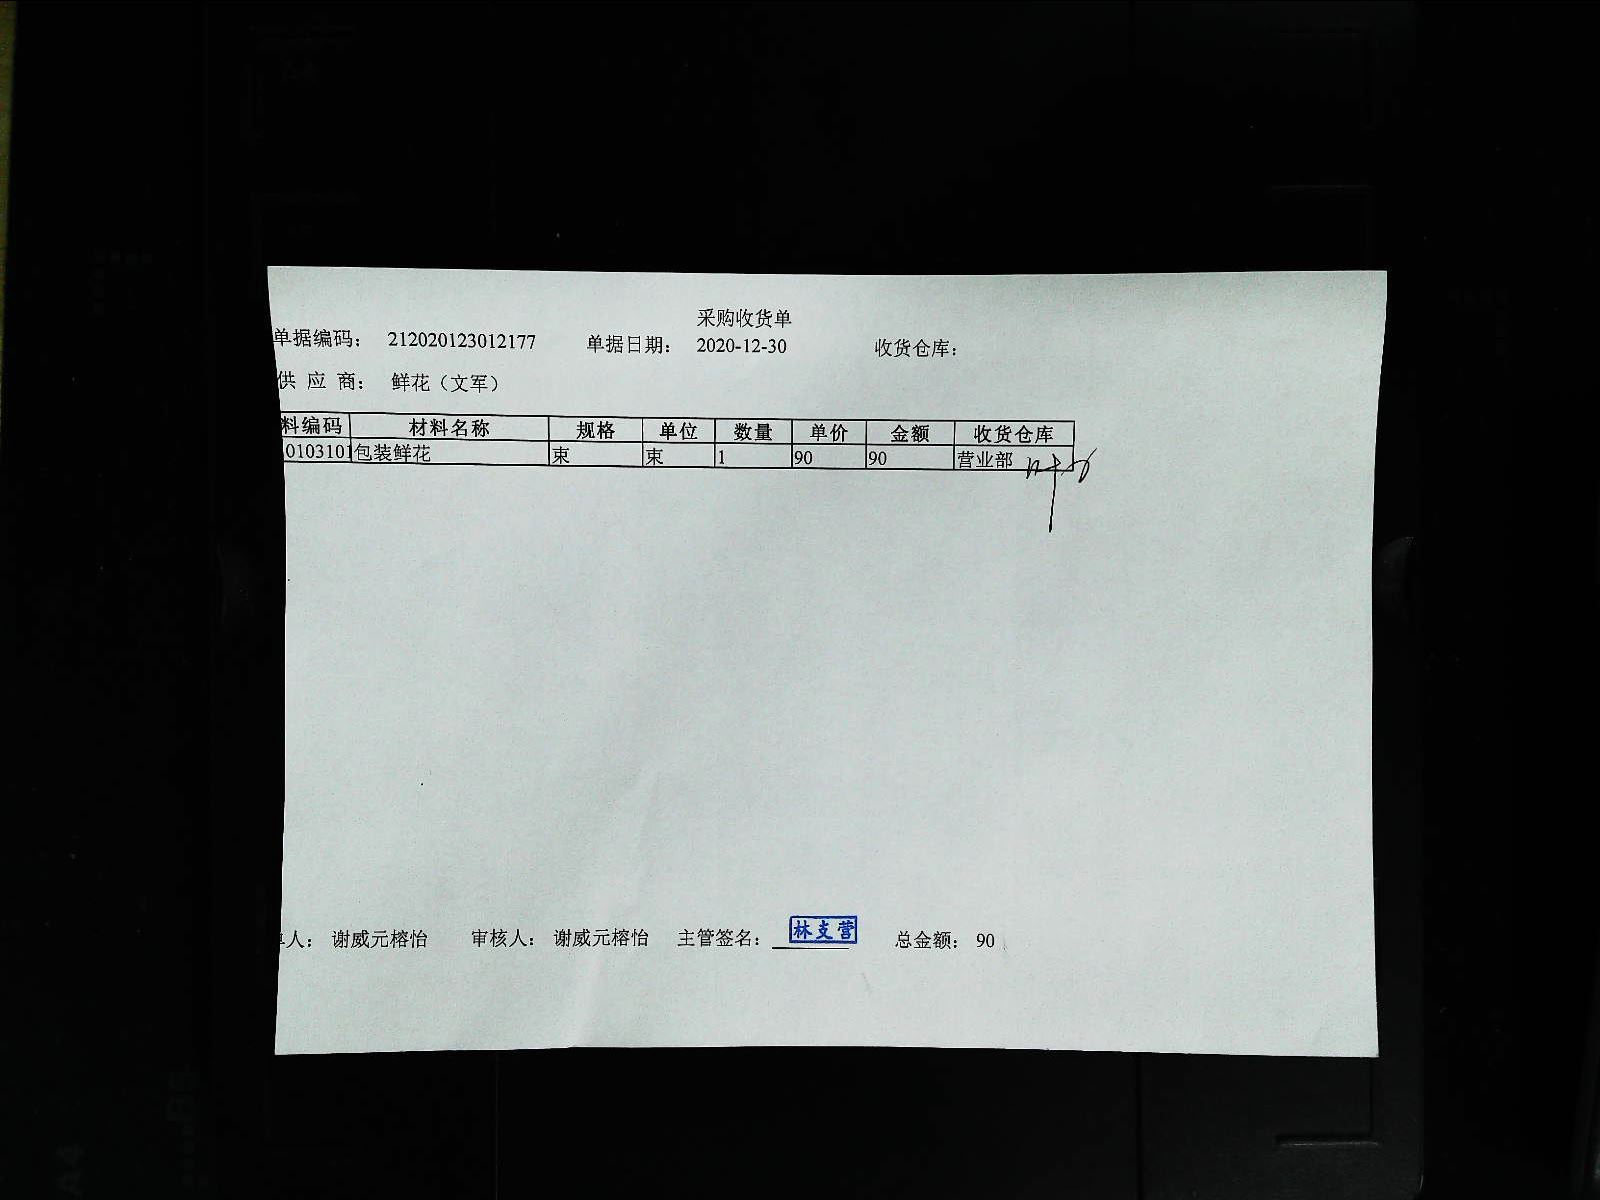 采购收货单
单据编码： 212020123012177 单据日期： 2020-12-30 收货仓库：
供 应 商： 鲜花（文军）
料编码 材料名称 规格 单位 数量 单价 金额 收货仓库
0103101 包装鲜花 束 束 1 90 90 营业部
单人： 谢威元榕怡 审核人： 谢威元榕怡 主管签名： 林支营 总金额： 90